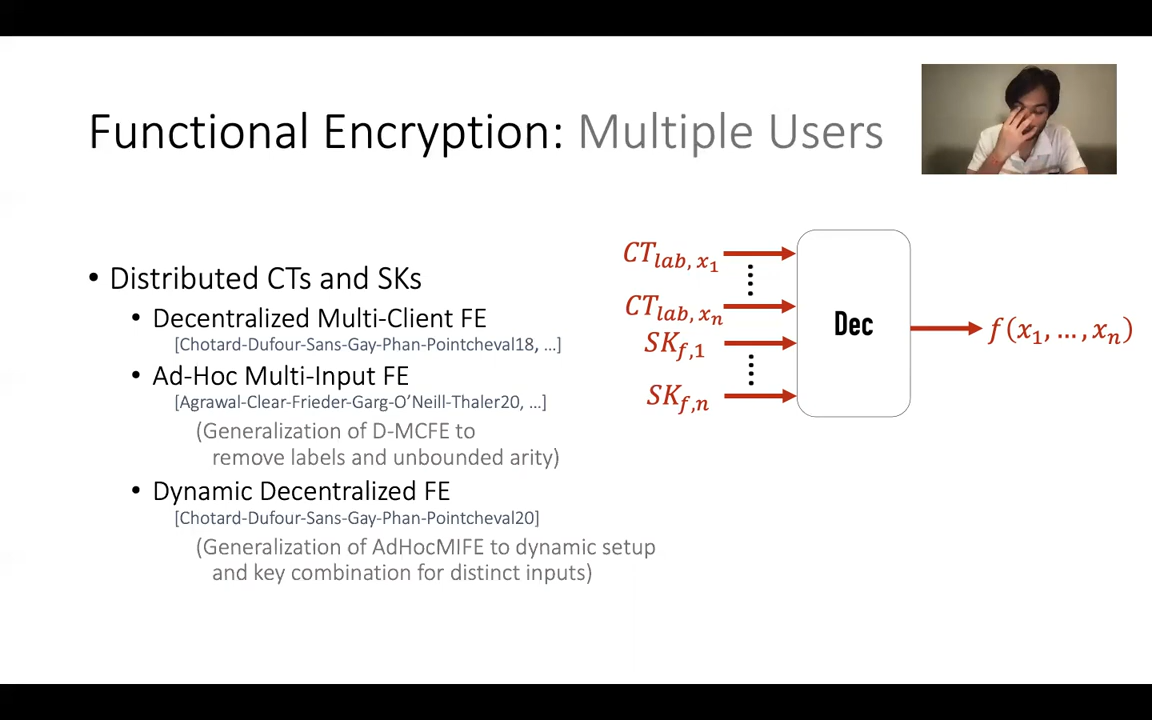 Functional Encryption: Multiple Users
• Distributed CTs and SKs
• Decentralized Multi-Client FE
[Chotard-Dufour-Sans-Gay-Phan-Pointcheval18, …]
• Ad-Hoc Multi-Input FE
[Agrawal-Clear-Frieder-Garg-O’Neill-Thaler20, …]
(Generalization of D-MCFE to
remove labels and unbounded arity)
• Dynamic Decentralized FE
[Chotard-Dufour-Sans-Gay-Phan-Pointcheval20]
(Generalization of AdHocMIFE to dynamic setup
and key combination for distinct inputs)
CT_{lab, x_1}
CT_{lab, x_n}
SK_{f,1}
SK_{f,n}
Dec
f(x_1, …, x_n)